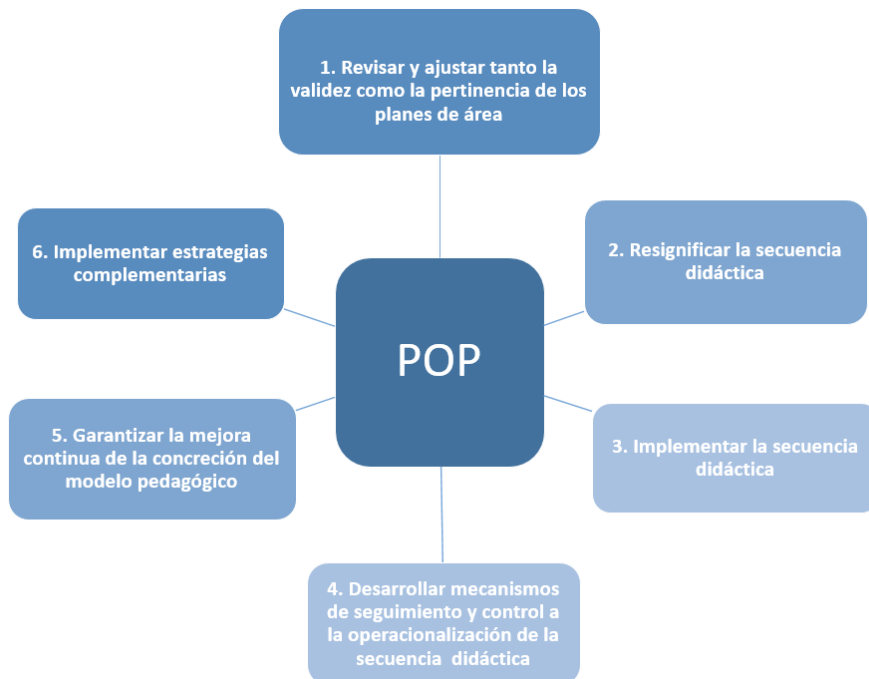 1. Revisar y ajustar tanto la
validez como la pertinencia de los
planes de área
2. Resignificar la secuencia
didáctica
3. Implementar la secuencia
didáctica
4. Desarrollar mecanismos
de seguimiento y control a
la operacionalización de la
secuencia didáctica
5. Garantizar la mejora
continua de la concreción del
modelo pedagógico
6. Implementar estrategias
complementarias
POP